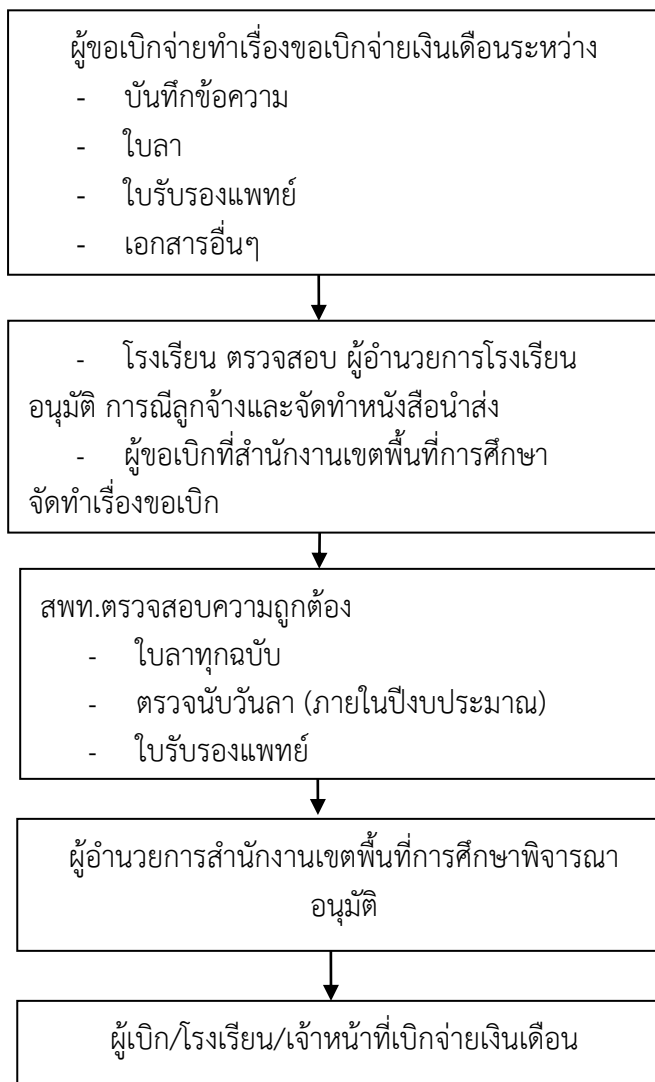 ผู้ขอเบิกจ่ายทำเรื่องขอเบิกจ่ายเงินเดือนระหว่าง
- บันทึกข้อความ
- ใบลา
- ใบรับรองแพทย์
- เอกสารอื่นๆ
- โรงเรียน ตรวจสอบ ผู้อำนวยการโรงเรียน
อนุมัติ การณีลูกจ้างและจัดทำหนังสือนำส่ง
- ผู้ขอเบิกที่สำนักงานเขตพื้นที่การศึกษา
จัดทำเรื่องขอเบิก
สพท.ตรวจสอบความถูกต้อง
- ใบลาทุกฉบับ
- ตรวจนับวันลา (ภายในปีงบประมาณ)
- ใบรับรองแพทย์
ผู้อำนวยการสำนักงานเขตพื้นที่การศึกษาพิจารณา
อนุมัติ
ผู้เบิก/โรงเรียน/เจ้าหน้าที่เบิกจ่ายเงินเดือน